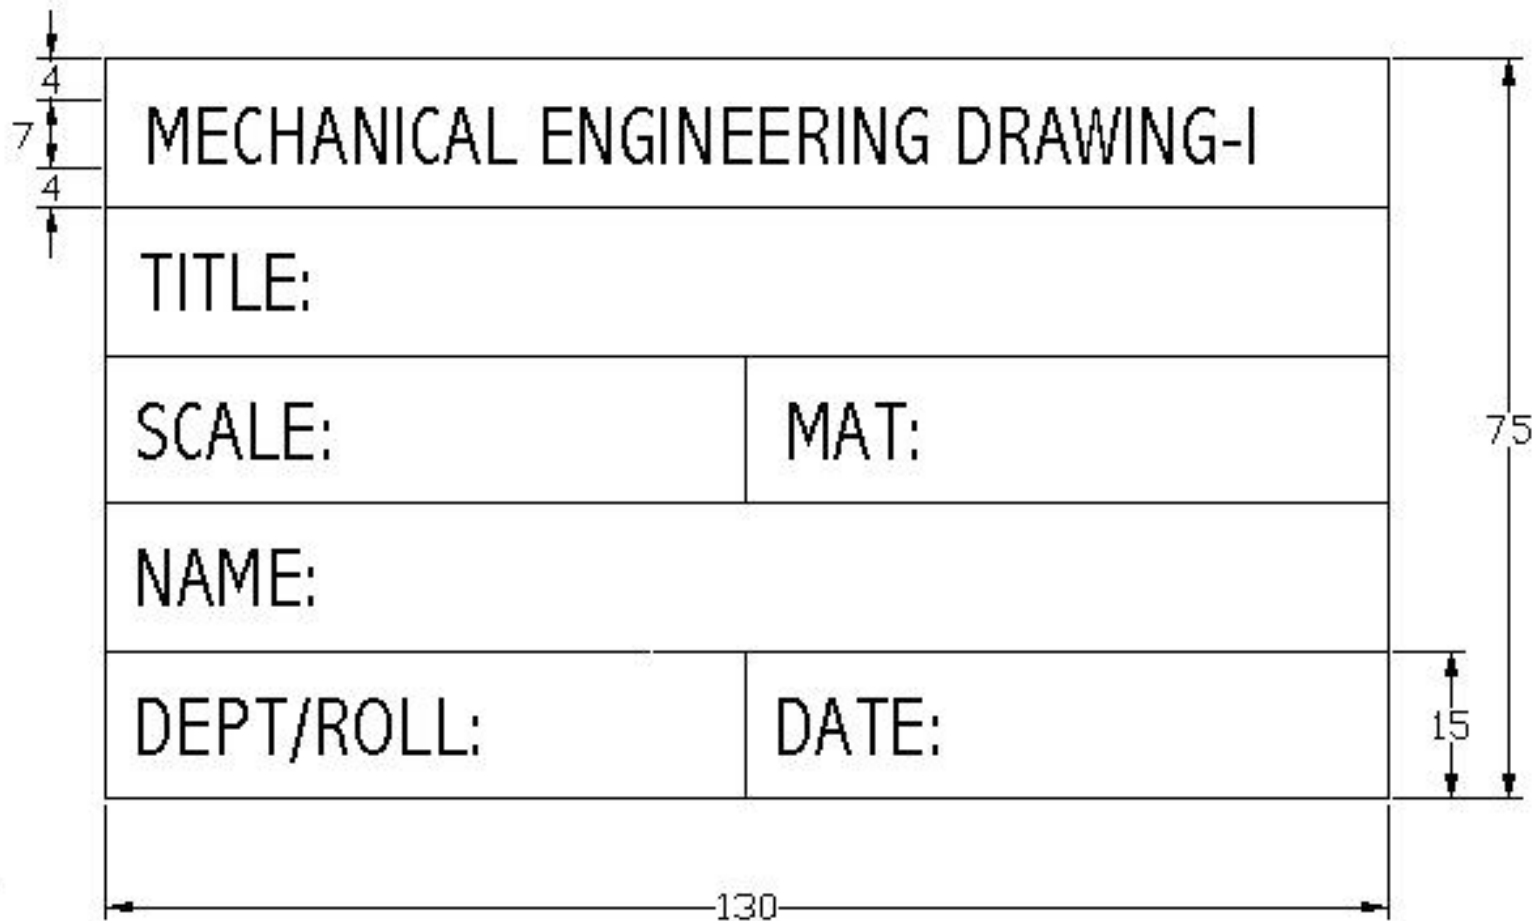 4
7
4
MECHANICAL ENGINEERING DRAWING-I
TITLE:
SCALE: MAT:
75
NAME:
DEPT/ROLL: DATE:
15
130